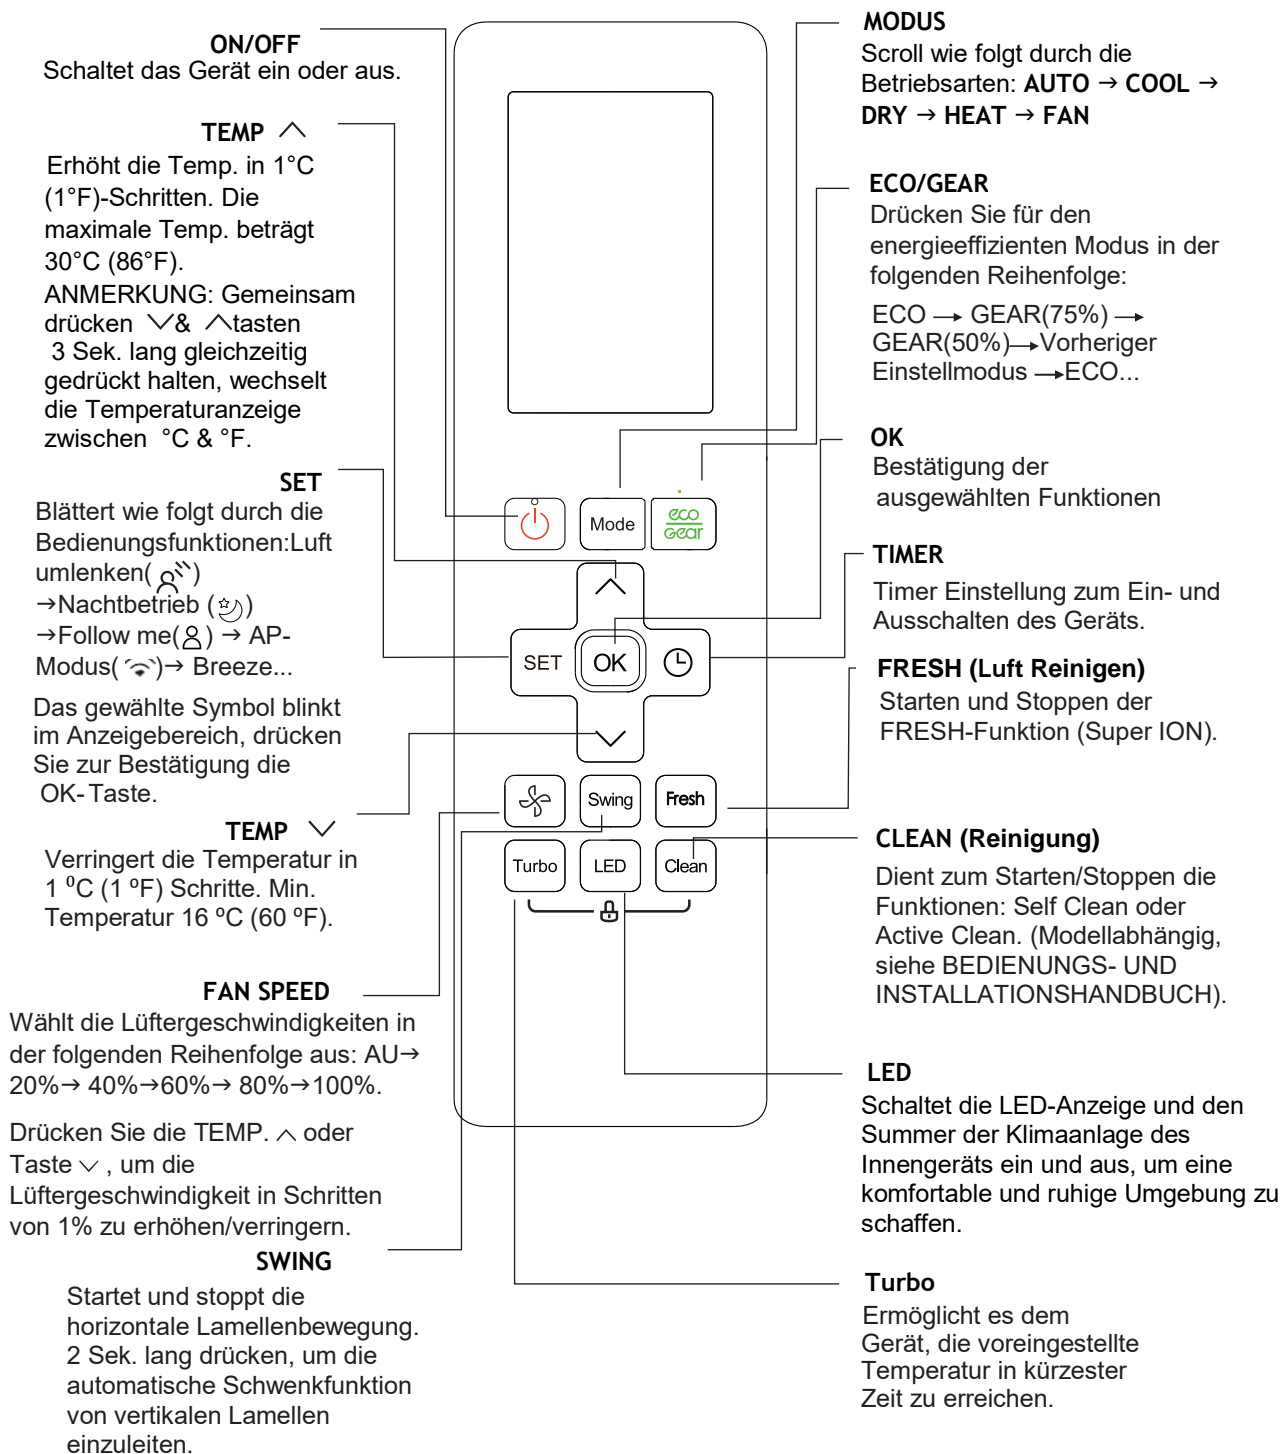 ON/OFF
Schaltet das Gerät ein oder aus.
TEMP
Erhöht die Temp. in 1°C
(1°F)-Schritten. Die
maximale Temp. beträgt
30°C (86°F).
ANMERKUNG: Gemeinsam
drücken & tasten
3 Sek. lang gleichzeitig
gedrückt halten, wechselt
die Temperaturanzeige
zwischen °C & °F.
SET
Blättert wie folgt durch die
Bedienungsfunktionen:Luft
umlenken( )
→Nachtbetrieb ( )
→Follow me( ) → AP-
Modus( )→ Breeze...
Das gewählte Symbol blinkt
im Anzeigebereich, drücken
Sie zur Bestätigung die
OK-Taste.
TEMP
Verringert die Temperatur in
1 ⁰C (1 ºF) Schritte. Min.
Temperatur 16 ºC (60 ºF).
FAN SPEED
Wählt die Lüftergeschwindigkeiten in
der folgenden Reihenfolge aus: AU→
20%→ 40%→60%→ 80%→100%.
Drücken Sie die TEMP. oder
Taste , um die
Lüftergeschwindigkeit in Schritten
von 1% zu erhöhen/verringern.
SWING
Startet und stoppt die
horizontale Lamellenbewegung.
2 Sek. lang drücken, um die
automatische Schwenkfunktion
von vertikalen Lamellen
einzuleiten.
Mode
eco
Gear
SET
OK
Swing
Fresh
Turbo
LED
Clean
MODUS
Scroll wie folgt durch die
Betriebsarten: AUTO → COOL →
DRY → HEAT → FAN
ECO/GEAR
Drücken Sie für den
energieeffizienten Modus in der
folgenden Reihenfolge:
ECO → GEAR(75%) →
GEAR(50%)→Vorheriger
Einstellmodus →ECO...
OK
Bestätigung der
ausgewählten Funktionen
TIMER
Timer Einstellung zum Ein- und
Ausschalten des Geräts.
FRESH (Luft Reinigen)
Starten und Stoppen der
FRESH-Funktion (Super ION).
CLEAN (Reinigung)
Dient zum Starten/Stoppen die
Funktionen: Self Clean oder
Active Clean. (Modellabhängig,
siehe BEDIENUNGS- UND
INSTALLATIONSHANDBUCH).
LED
Schaltet die LED-Anzeige und den
Summer der Klimaanlage des
Innengeräts ein und aus, um eine
komfortable und ruhige Umgebung zu
schaffen.
Turbo
Ermöglicht es dem
Gerät, die voreingestellte
Temperatur in kürzester
Zeit zu erreichen.